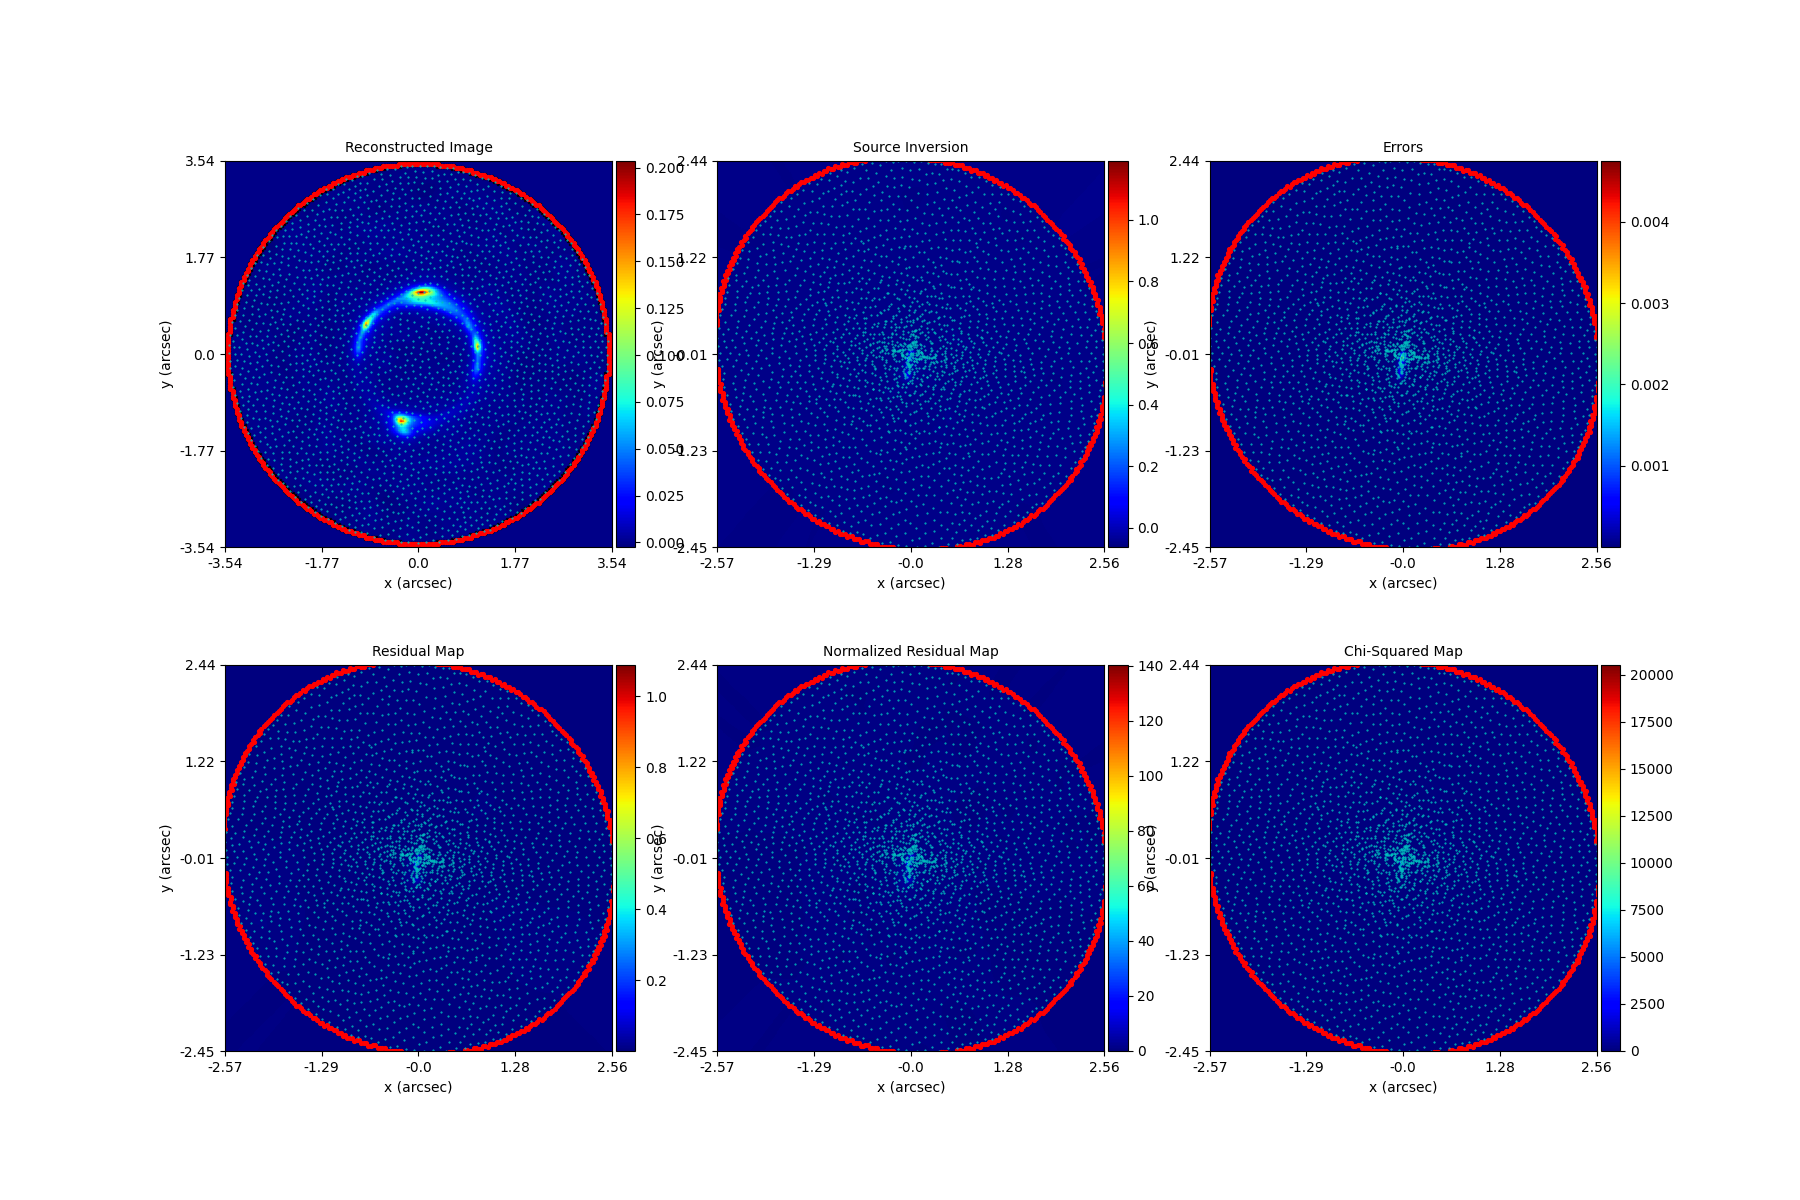 Reconstructed Image
3.54
1.77
0.0
-1.77
-3.54
-3.54 -1.77 0.0 1.77 3.54
x (arcsec)
y (arcsec)
0.200
0.175
0.150
0.125
0.100
0.075
0.050
0.025
0.000
Source Inversion
2.44
1.22
-0.01
-1.23
-2.45
-2.57 -1.29 -0.0 1.28 2.56
x (arcsec)
y (arcsec)
1.0
0.8
0.6
0.4
0.2
0.0
Errors
2.44
1.22
-0.01
-1.23
-2.45
-2.57 -1.29 -0.0 1.28 2.56
x (arcsec)
y (arcsec)
0.004
0.003
0.002
0.001
Residual Map
2.44
1.22
-0.01
-1.23
-2.45
-2.57 -1.29 -0.0 1.28 2.56
x (arcsec)
y (arcsec)
1.0
0.8
0.6
0.4
0.2
Normalized Residual Map
2.44
1.22
-0.01
-1.23
-2.45
-2.57 -1.29 -0.0 1.28 2.56
x (arcsec)
y (arcsec)
140
120
100
80
60
40
20
0
Chi-Squared Map
2.44
1.22
-0.01
-1.23
-2.45
-2.57 -1.29 -0.0 1.28 2.56
x (arcsec)
y (arcsec)
20000
17500
15000
12500
10000
7500
5000
2500
0